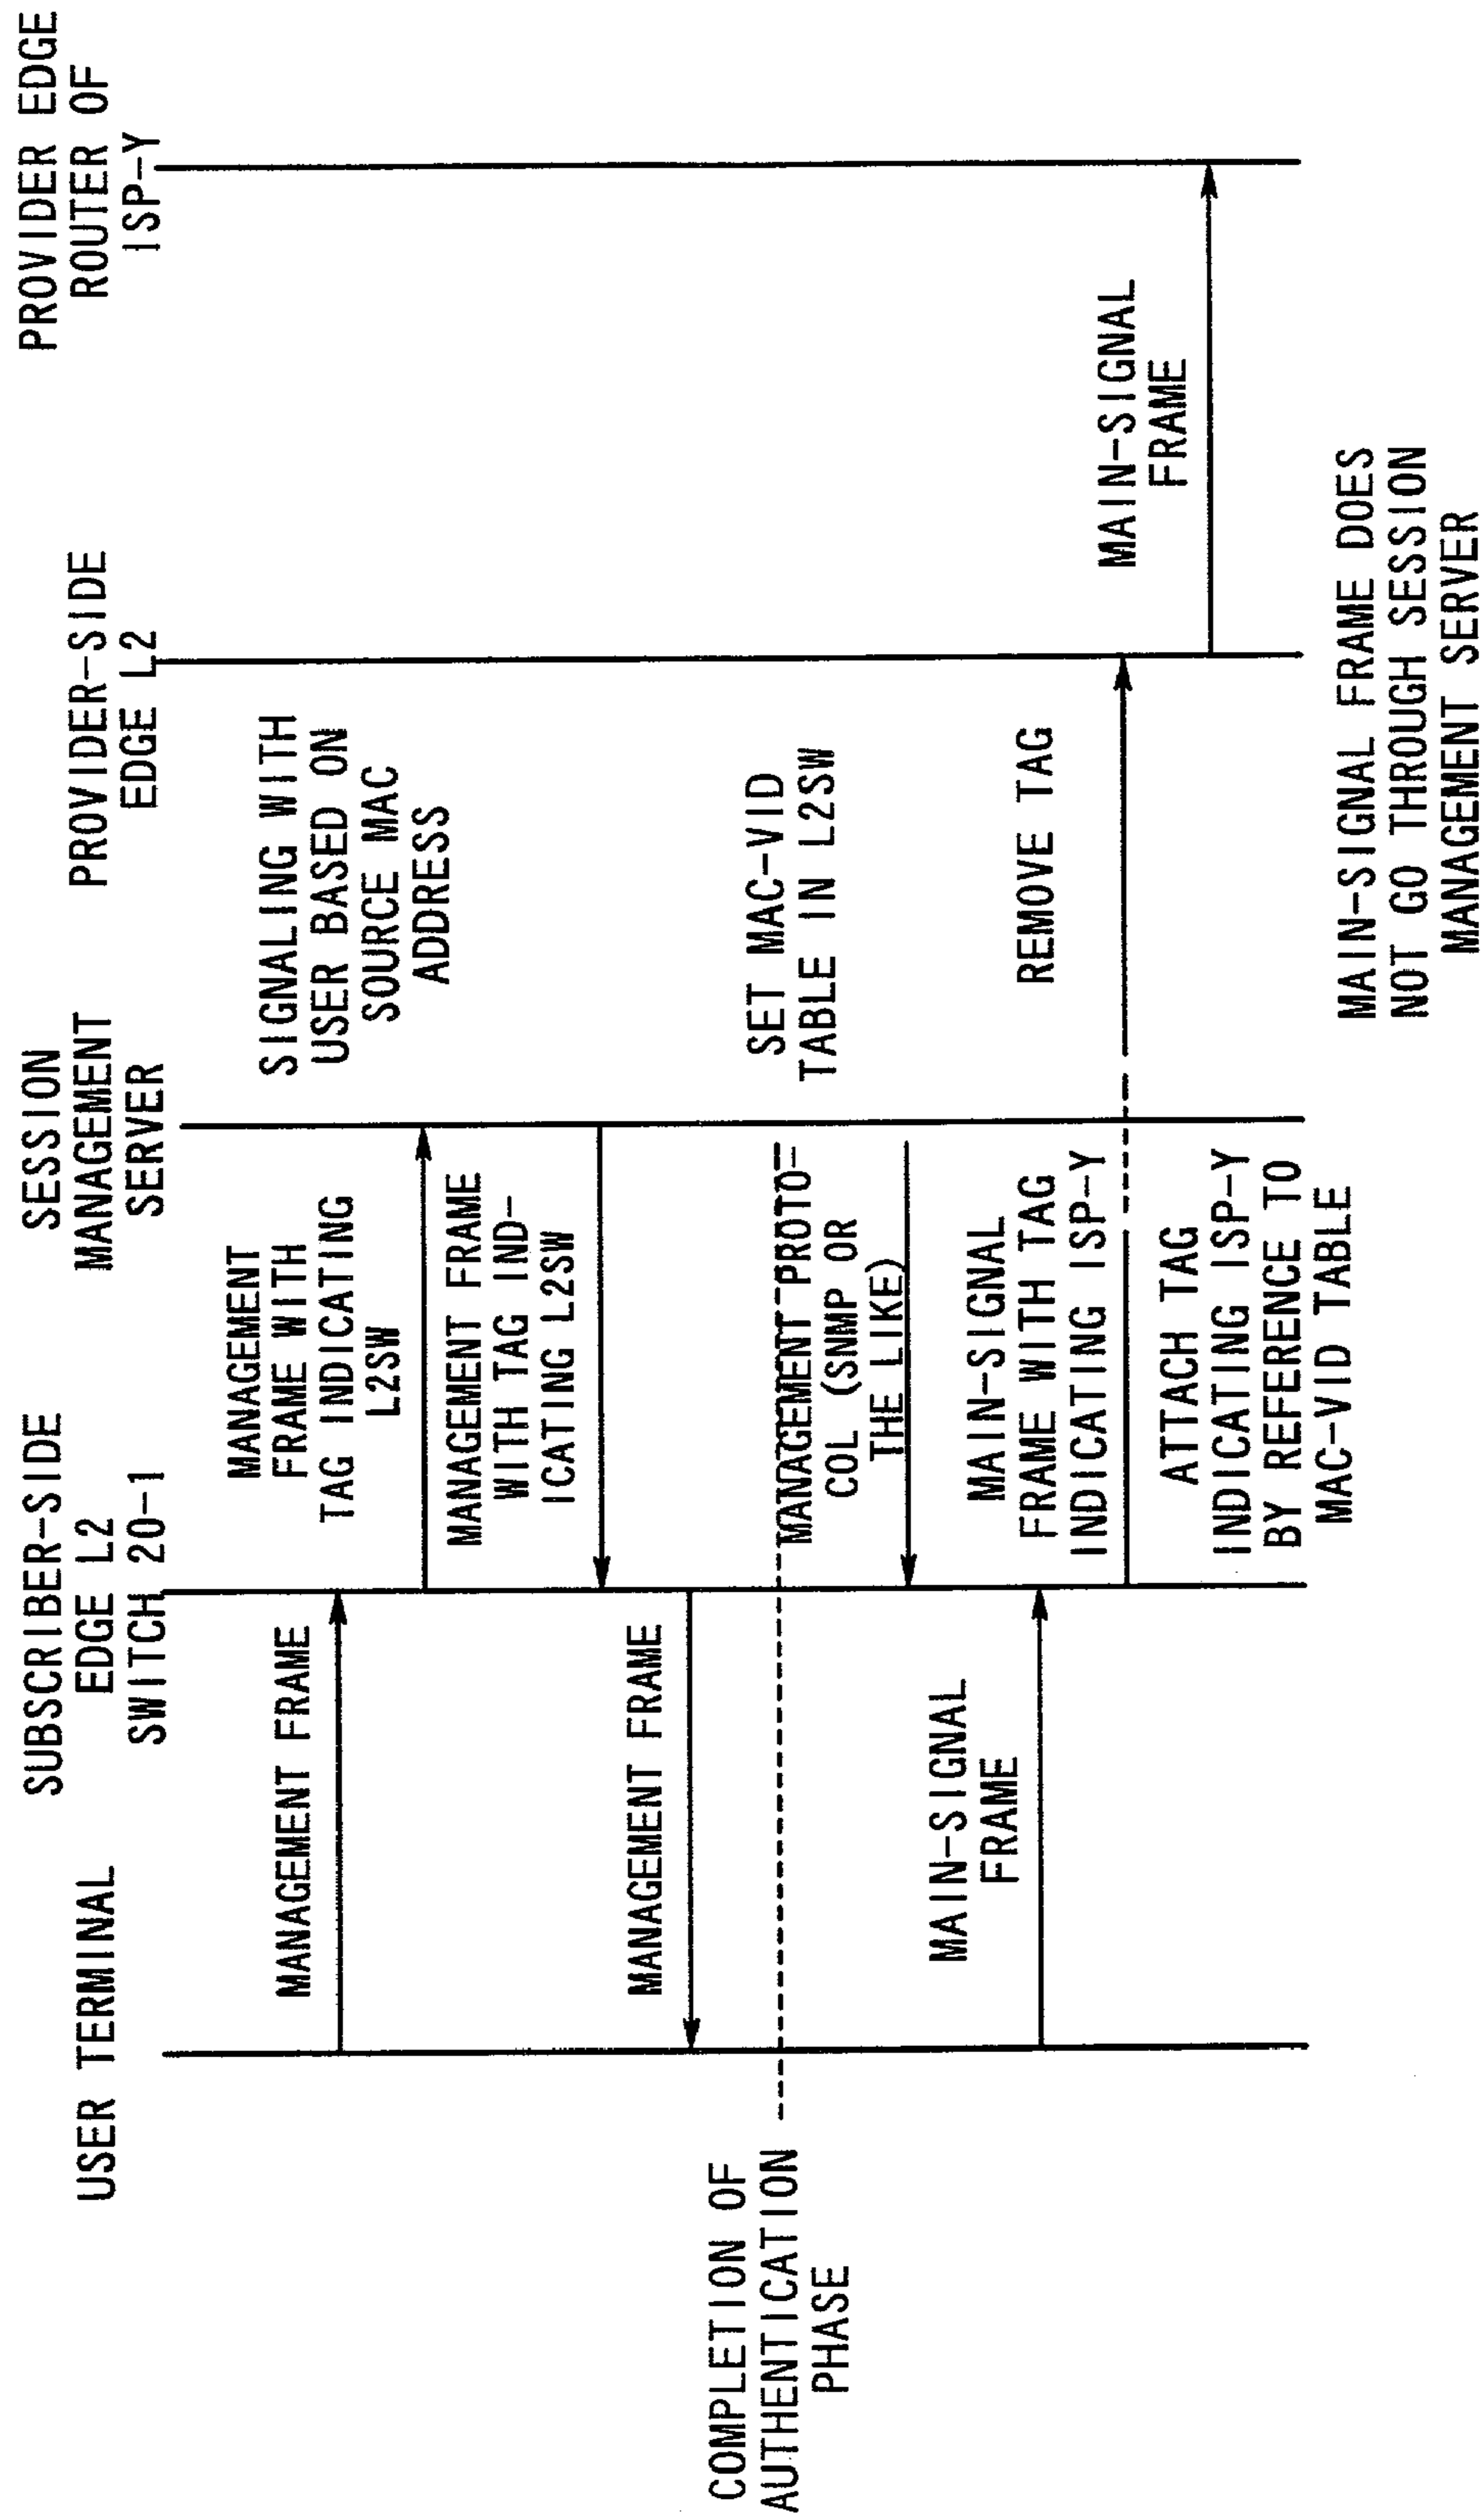 USER TERMINAL
SUBSCRIBER-SIDE
EDGE L2
SWITCH 20-1
SESSION
MANAGEMENT
SERVER
PROVIDER-SIDE
EDGE L2
PROVIDER EDGE
ROUTER OF
ISP-Y
MANAGEMENT FRAME
MANAGEMENT
FRAME WITH
TAG INDICATING
L2SW
SIGNALING WITH
USER BASED ON
SOURCE MAC
ADDRESS
MANAGEMENT FRAME
WITH TAG IND-
ICATING L2SW
MANAGEMENT FRAME
COMPLETION OF
AUTHENTICATION
PHASE
MANAGEMENT PROTO-
COL (SNMP OR
THE LIKE)
SET MAC-VID
TABLE IN L2SW
MAIN-SIGNAL
FRAME
MAIN-SIGNAL
FRAME WITH TAG
INDICATING ISP-Y
REMOVE TAG
MAIN-SIGNAL
FRAME
ATTACH TAG
INDICATING ISP-Y
BY REFERENCE TO
MAC-VID TABLE
MAIN-SIGNAL FRAME DOES
NOT GO THROUGH SESSION
MANAGEMENT SERVER